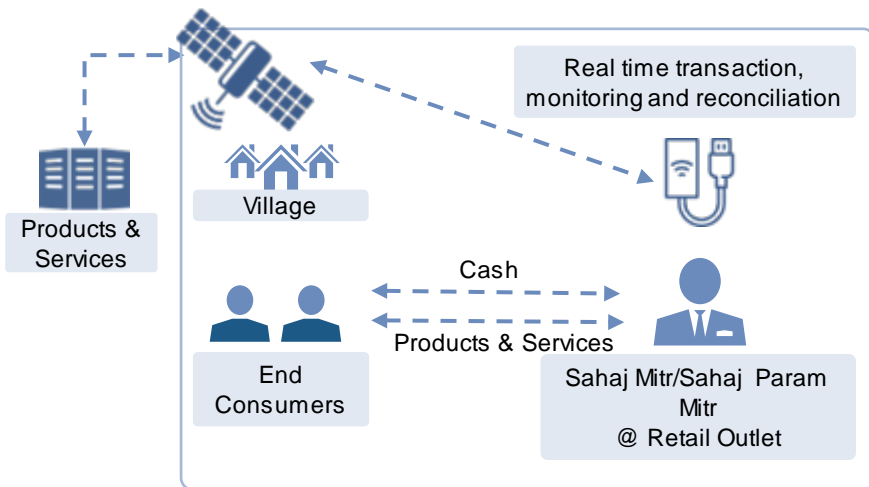 Real time transaction,
monitoring and reconciliation
Products &
Services
Village
Cash
Products & Services
End
Consumers
Sahaj Mitr/Sahaj Param
Mitr
@ Retail Outlet